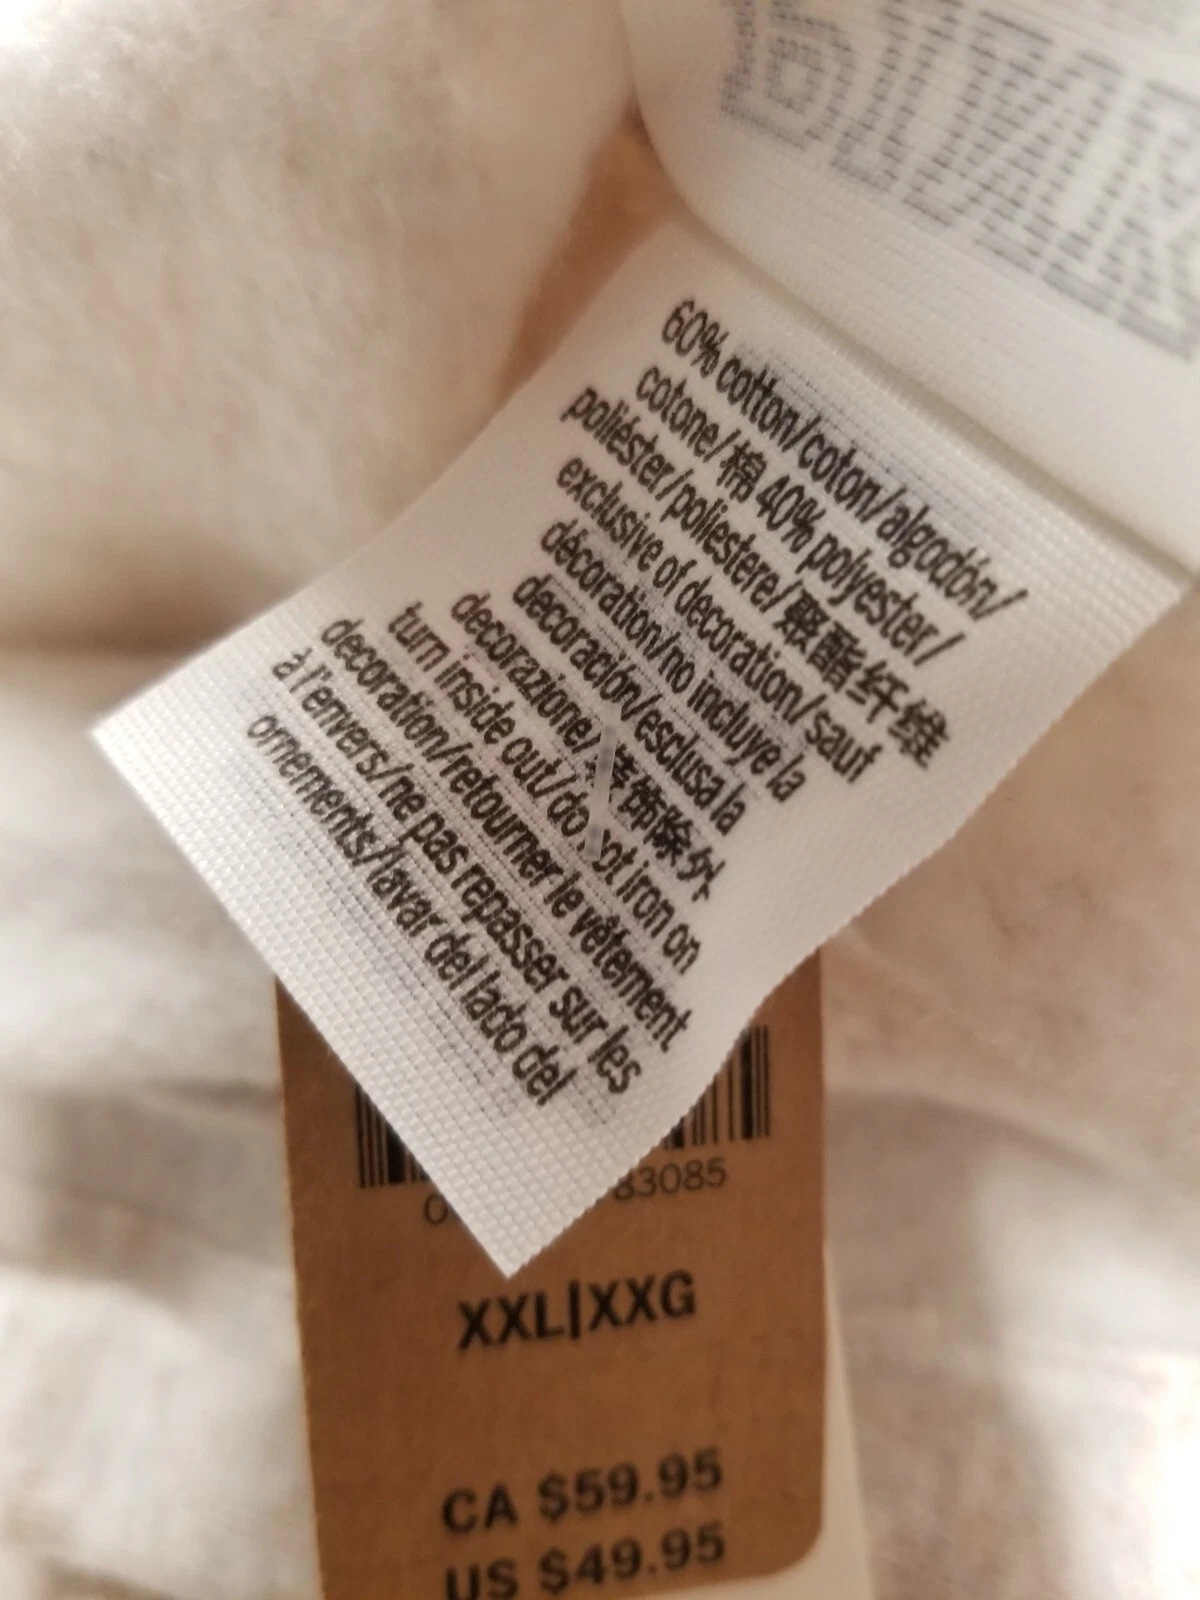 60% cotton/coton/algodón/
cotone/棉 40% polyester/
poliéster/poliestere/聚酯纤维
exclusive of decoration/sauf
décoration/no incluye la
decoración/esclusa la
decorazione/装饰除外
turn inside out/do not iron on
decoration/retourner le vêtement
à l'envers/ne pas repasser sur les
ornements/lavar del lado del
0 83085
XXL|XXG
CA $59.95
US $49.95